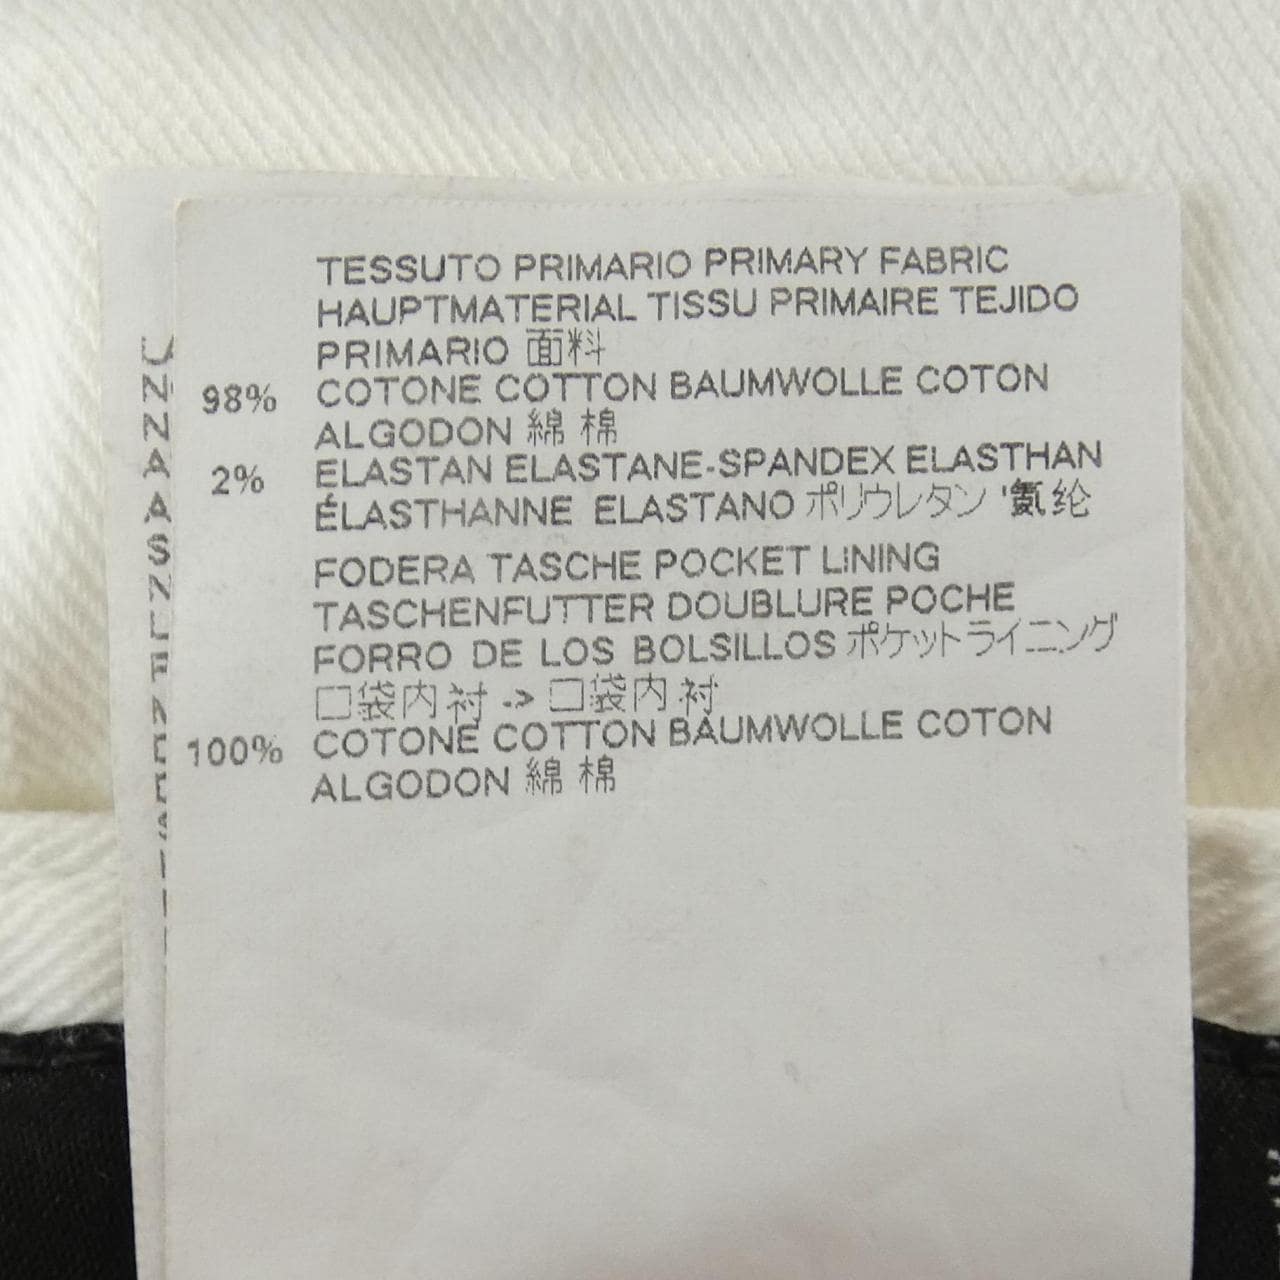 TESSUTO PRIMARIO PRIMARY FABRIC
HAUPTMATERIAL TISSU PRIMAIRE TEJIDO
PRIMARIO 面料
98% COTONE COTTON BAUMWOLLE COTON
ALGODON 綿 棉
2% ELASTAN ELASTANE-SPANDEX ELASTHAN
ÉLASTHANNE ELASTANO ポリウレタン '氨纶
FODERA TASCHE POCKET LINING
TASCHENFUTTER DOUBLURE POCHE
FORRO DE LOS BOLSILLOS ポケットライニング
口袋内衬 -> 口袋内衬
100% COTONE COTTON BAUMWOLLE COTON
ALGODON 綿 棉